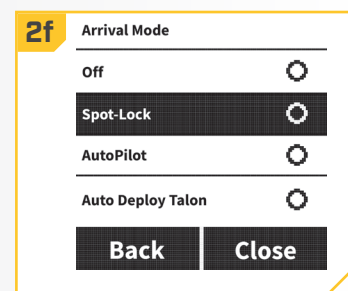 2f
Arrival Mode
Off
Spot-Lock
AutoPilot
Auto Deploy Talon
Back Close